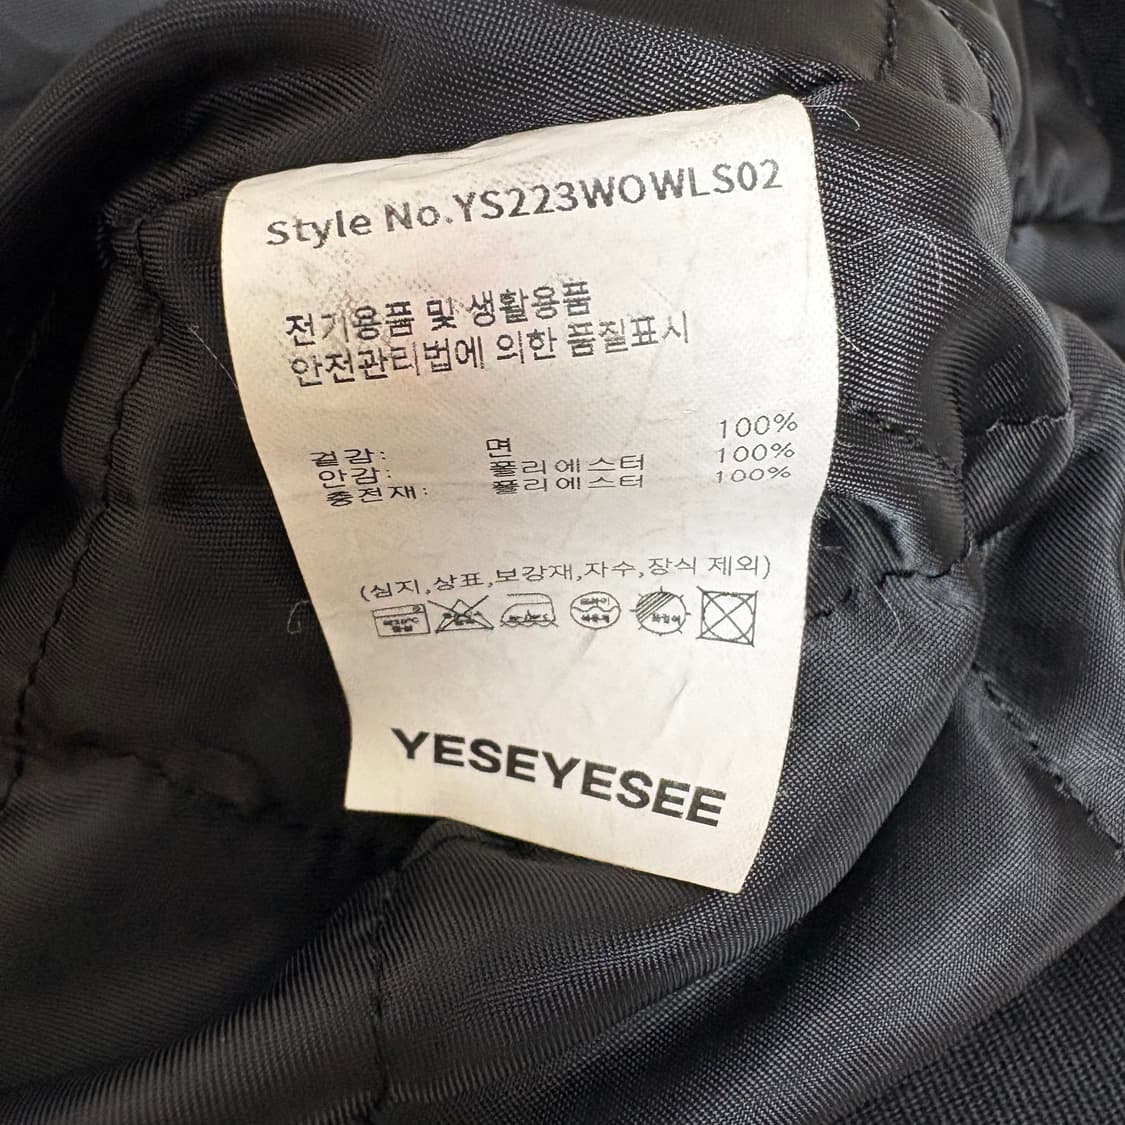 Style No.YS223WOWLS02
전기용품 및 생활용품
안전관리법에 의한 품질표시
겉감: 면 100%
안감: 폴리에스터 100%
충전재: 폴리에스터 100%
(심지,상표,보강재,자수,장식 제외)
YESEYESEE